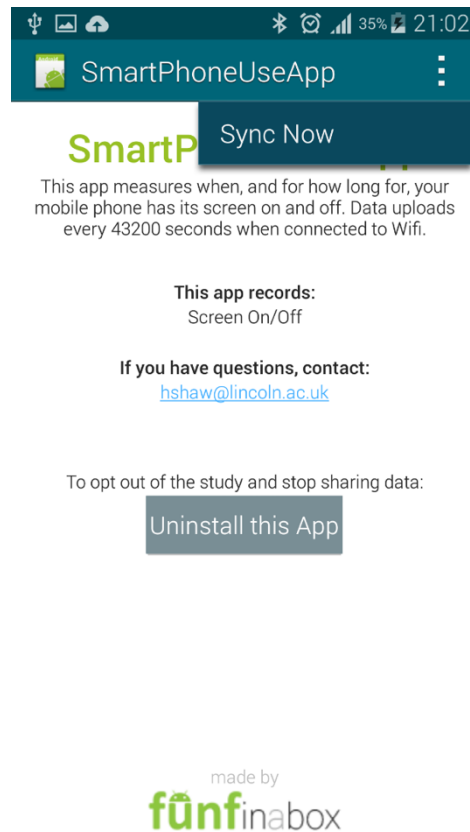 35% 21:02
SmartPhoneUseApp
Sync Now
SmartP
This app measures when, and for how long for, your
mobile phone has its screen on and off. Data uploads
every 43200 seconds when connected to Wifi.
This app records:
Screen On/Off
If you have questions, contact:
hshaw@lincoln.ac.uk
To opt out of the study and stop sharing data:
Uninstall this App
made by
fünfinabox